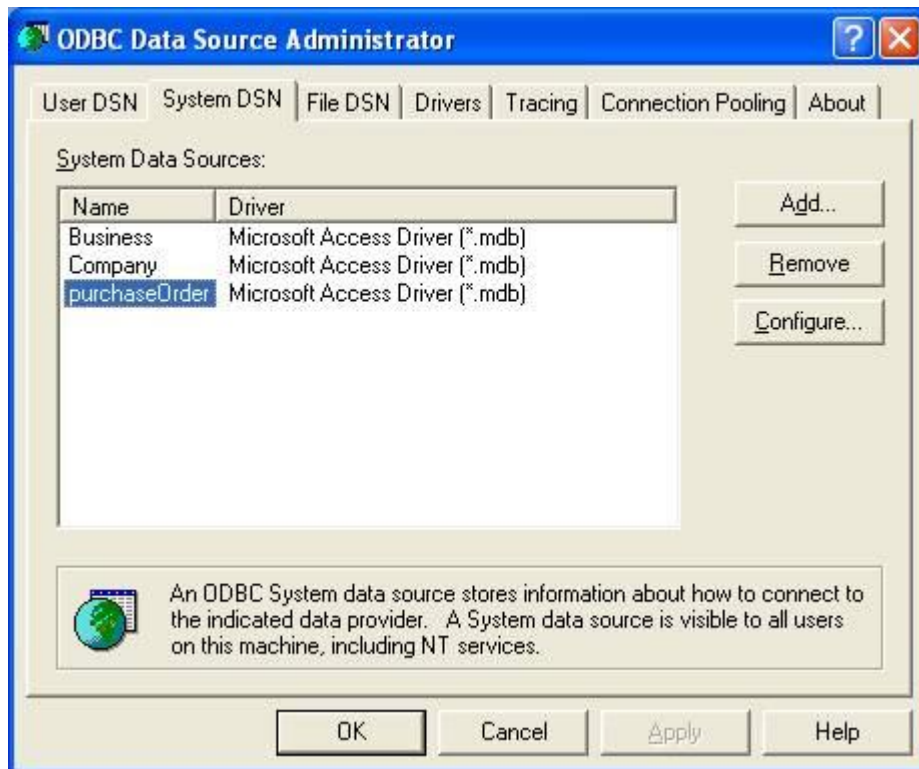 ODBC Data Source Administrator
User DSN System DSN File DSN Drivers Tracing Connection Pooling About
System Data Sources:
Name Driver
Business Microsoft Access Driver (*.mdb)
Company Microsoft Access Driver (*.mdb)
purchaseOrder Microsoft Access Driver (*.mdb)
Add...
Remove
Configure...
An ODBC System data source stores information about how to connect to
the indicated data provider. A System data source is visible to all users
on this machine, including NT services.
OK Cancel Apply Help